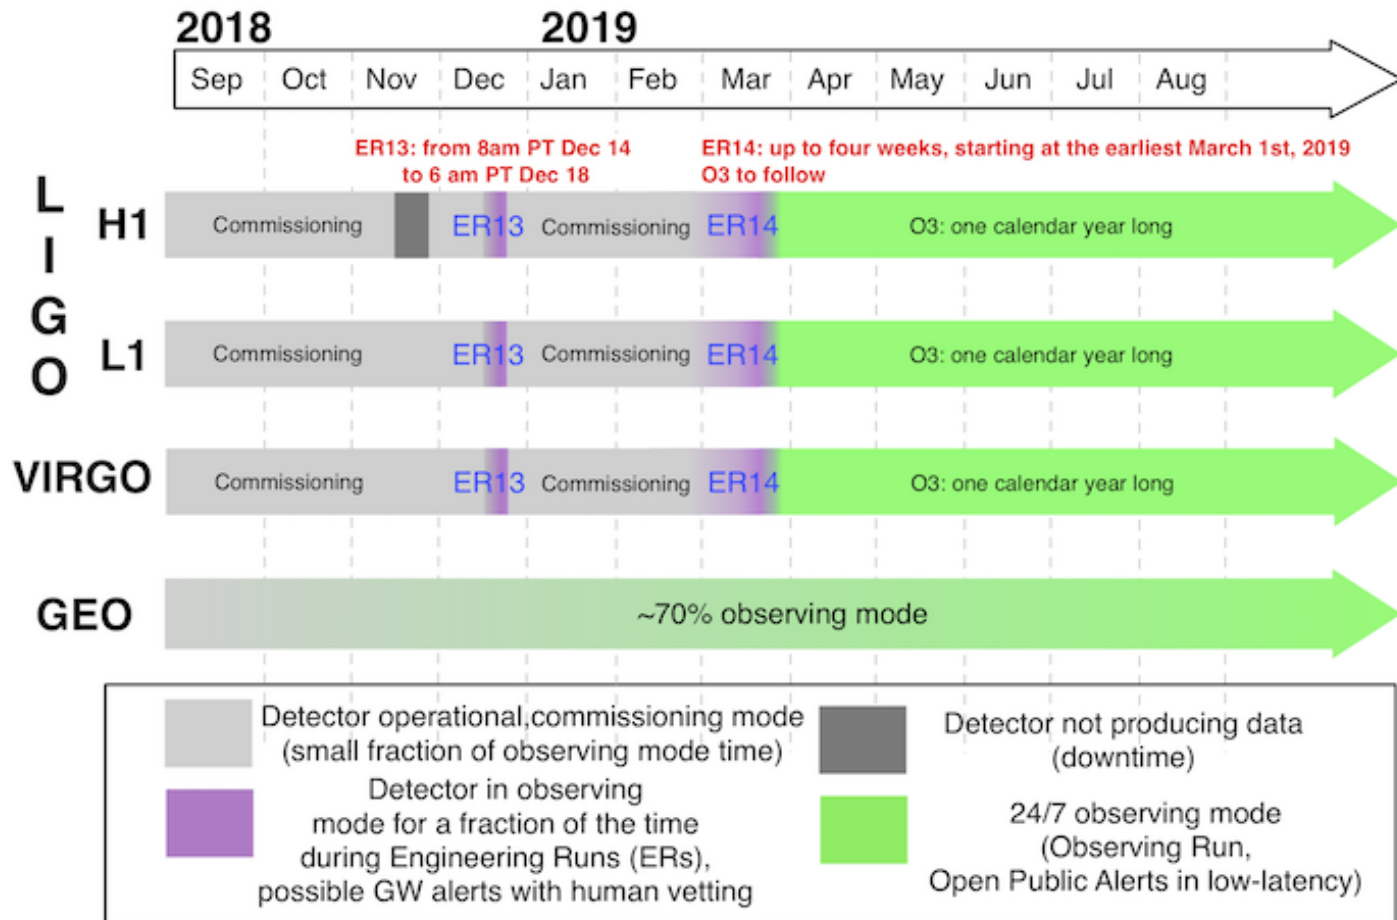 2018 2019
Sep Oct Nov Dec Jan Feb Mar Apr May Jun Jul Aug
ER13: from 8am PT Dec 14
to 6 am PT Dec 18
ER14: up to four weeks, starting at the earliest March 1st, 2019
O3 to follow
LIGO
H1 Commissioning ER13 Commissioning ER14 O3: one calendar year long
L1 Commissioning ER13 Commissioning ER14 O3: one calendar year long
VIRGO Commissioning ER13 Commissioning ER14 O3: one calendar year long
GEO ~70% observing mode
Detector operational,commissioning mode
(small fraction of observing mode time)
Detector not producing data
(downtime)
Detector in observing
mode for a fraction of the time
during Engineering Runs (ERs),
possible GW alerts with human vetting
24/7 observing mode
(Observing Run,
Open Public Alerts in low-latency)